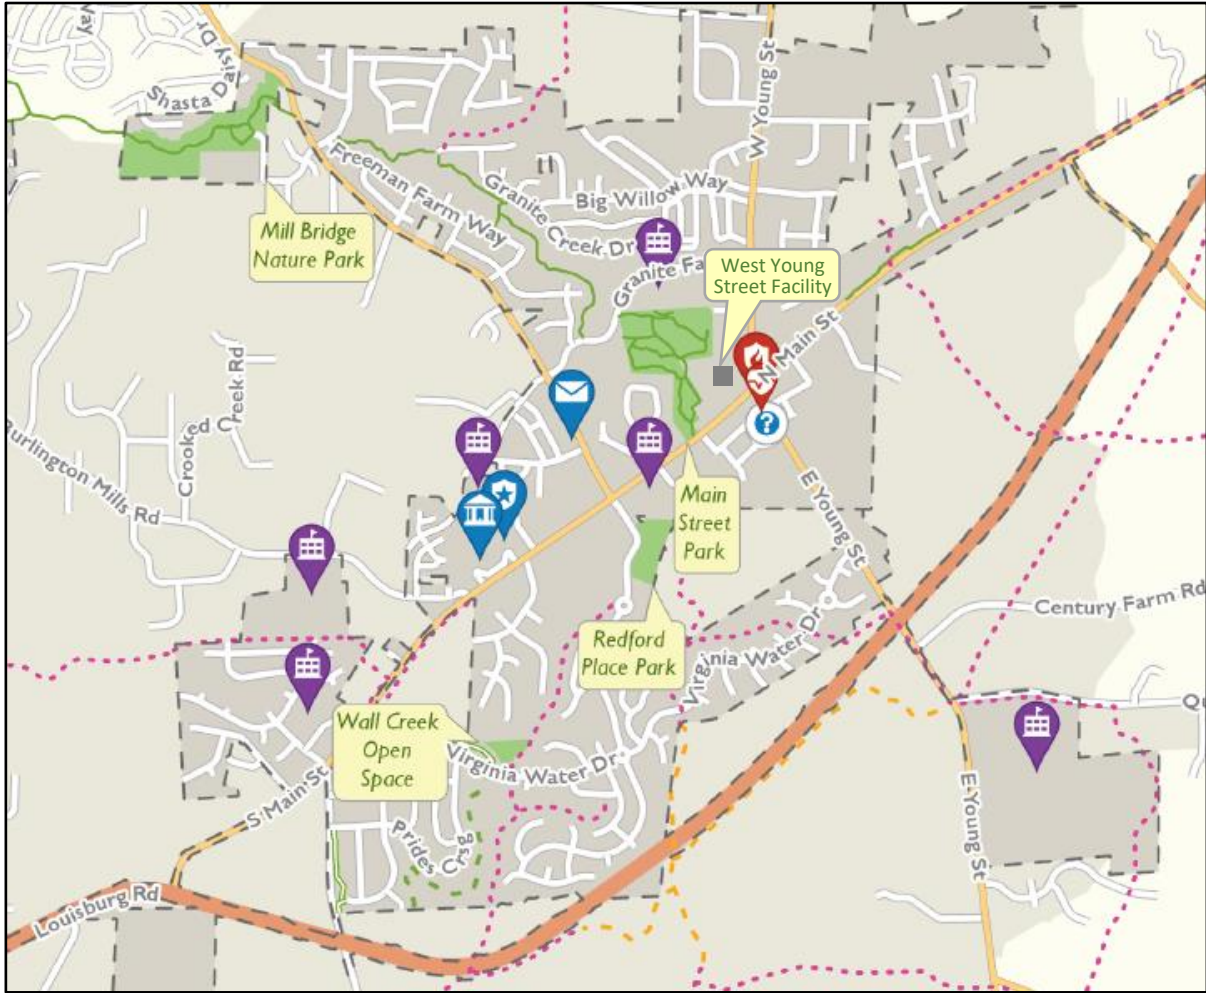 Way
Shasta Daisy Dr
W Young St
Freeman Farm Way
Granite Creek Dr
Big Willow Way
Mill Bridge
Nature Park
Granite Fa
West Young
Street Facility
N Main St
Crooked Creek Rd
Burlington Mills Rd
?
Main
Street
Park
E Young St
Century Farm Rd
Redford
Place Park
Virginia Water Dr
Qu
Wall Creek
Open
Space
Virginia Water Dr
S Main St
Prides Crsg
E Young St
Louisburg Rd